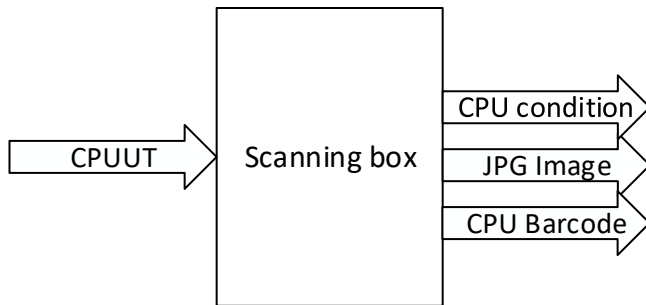 CPU condition
CPUUT
Scanning box
JPG Image
CPU Barcode